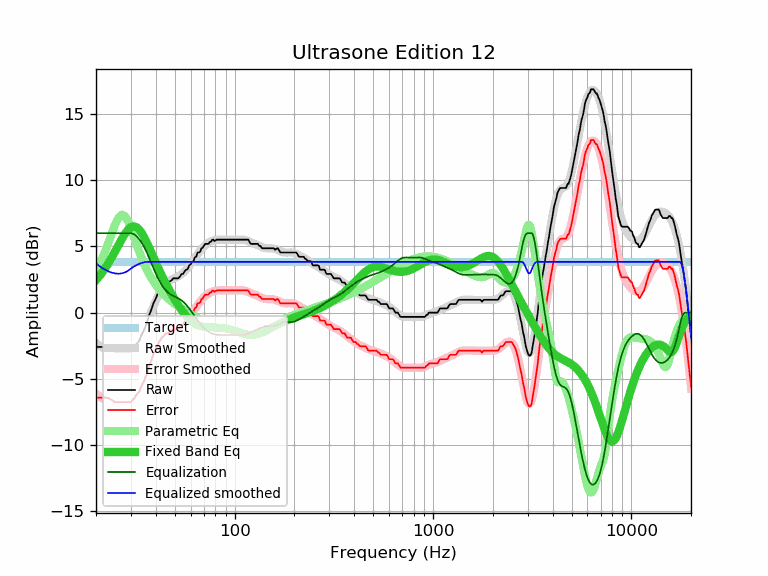 Ultrasone Edition 12
Amplitude (dBr)
15
10
5
0
−5
−10
−15
Target
Raw Smoothed
Error Smoothed
Raw
Error
Parametric Eq
Fixed Band Eq
Equalization
Equalized smoothed
100
1000
10000
Frequency (Hz)